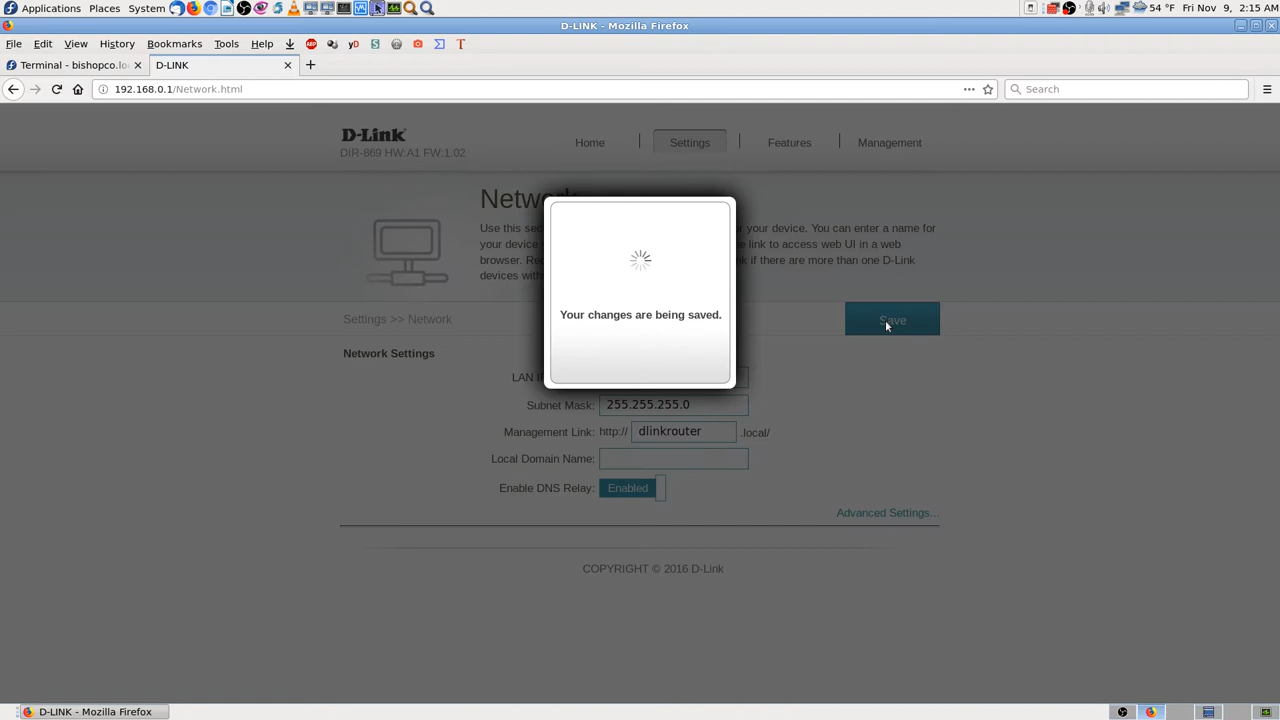 Applications Places System 54 °F Fri Nov 9, 2:15 AM
D-LINK - Mozilla Firefox
File Edit View History Bookmarks Tools Help
Terminal - bishopco.lo D-LINK
192.168.0.1/Network.html Search
D-Link
DIR-869 HW:A1 FW:1.02
Home Settings Features Management
Use this sec your device. You can enter a name for
your device link to access web UI in a web
browser. if there are more than one D-Link
devices
Your changes are being saved.
Settings >> Network Save
Network Settings
LAN
Subnet Mask: 255.255.255.0
Management Link: http:// dlinkrouter .local/
Local Domain Name:
Enable DNS Relay: Enabled
Advanced Settings...
COPYRIGHT © 2016 D-Link
D-LINK - Mozilla Firefox